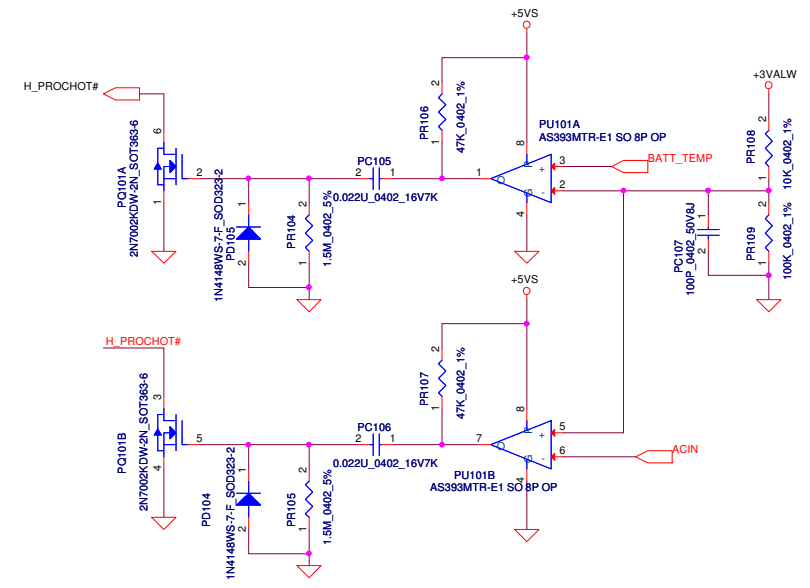 +5VS
+3VALW
H_PROCHOT#
PQ101A
2N7002KDW-2N_SOT363-6
6
2
1
1N4148WS-7-F_SOD323-2
PD105
1
2
PR104
1.5M_0402_5%
2
1
PC105
2
1
0.022U_0402_16V7K
PR106
47K_0402_1%
2
1
PU101A
AS393MTR-E1 SO 8P OP
8
P
+
3
1
O
-
2
G
4
BATT_TEMP
PR108
10K_0402_1%
2
1
PC107
100P_0402_50V8J
1
2
PR109
100K_0402_1%
2
1
+5VS
H_PROCHOT#
PQ101B
2N7002KDW-2N_SOT363-6
3
5
4
PD104
1N4148WS-7-F_SOD323-2
1
2
PR105
1.5M_0402_5%
2
1
PC106
2
1
0.022U_0402_16V7K
PR107
47K_0402_1%
2
1
8
P
+
5
7
O
-
6
G
4
PU101B
AS393MTR-E1 SO 8P OP
ACIN